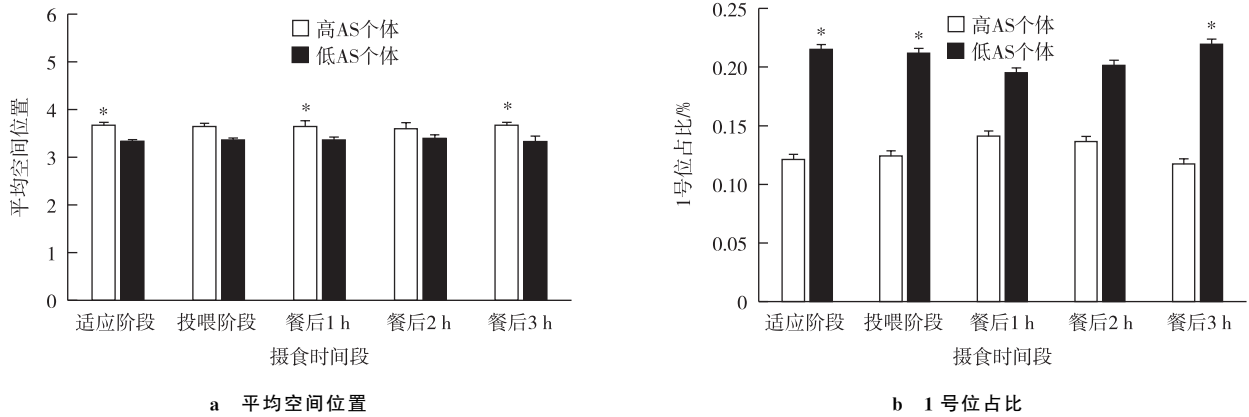 6
5
4
3
2
1
0
平均空间位置
高AS个体
低AS个体
*
*
*
适应阶段 投喂阶段 餐后1 h 餐后2 h 餐后3 h
摄食时间段
a 平均空间位置
0.25
0.20
0.15
0.10
0.05
0
1号位占比/%
高AS个体
低AS个体
*
*
*
适应阶段 投喂阶段 餐后1 h 餐后2 h 餐后3 h
摄食时间段
b 1号位占比